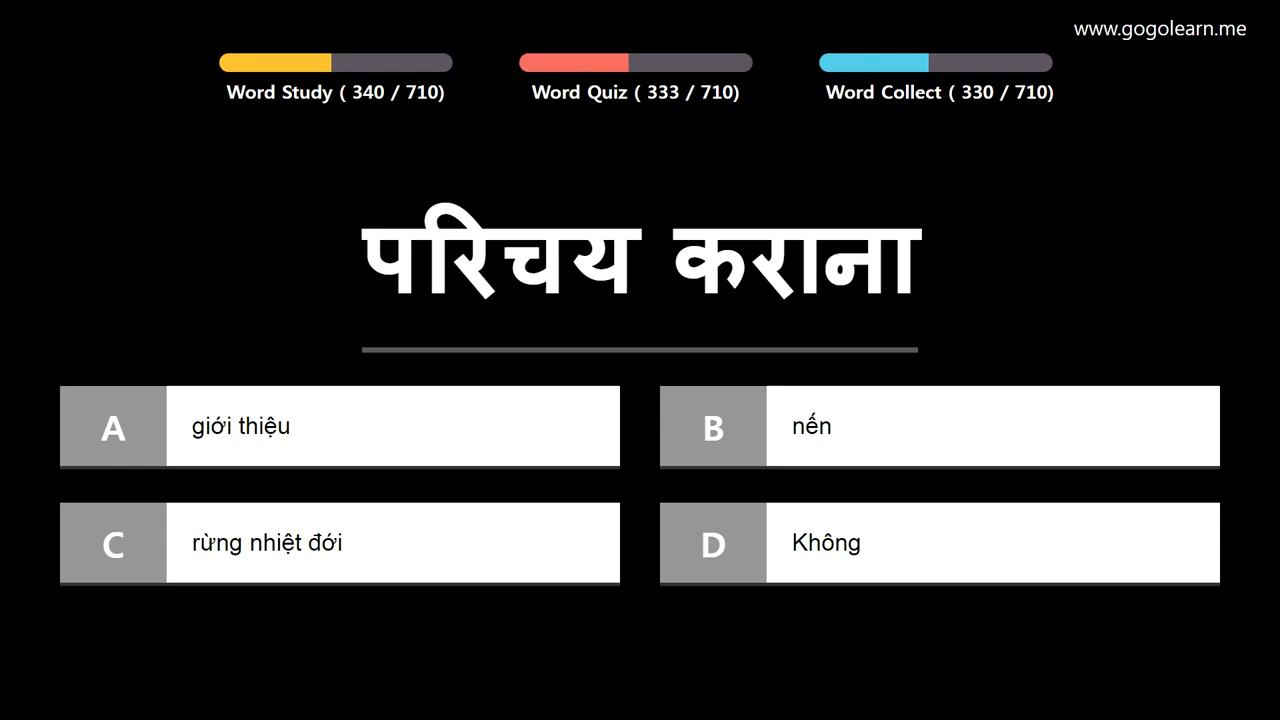 www.gogolearn.me
Word Study ( 340 / 710)
Word Quiz ( 333 / 710)
Word Collect ( 330 / 710)
परिचय कराना
A giới thiệu
B nến
C rừng nhiệt đới
D Không